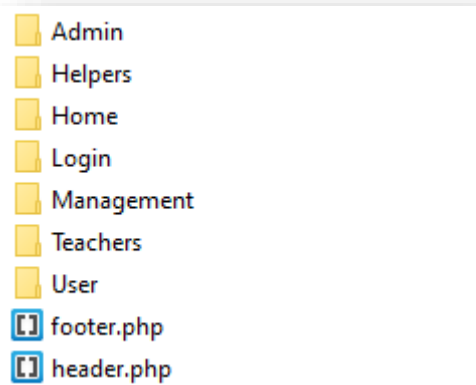 Admin
Helpers
Home
Login
Management
Teachers
User
footer.php
header.php